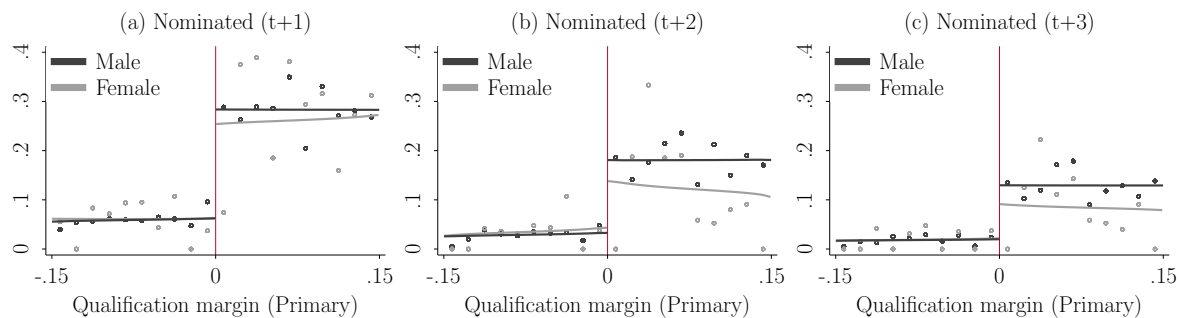 (a) Nominated (t+1)
.4
.3
.2
.1
0
Male
Female
-.15
0
.15
Qualification margin (Primary)
(b) Nominated (t+2)
.4
.3
.2
.1
0
Male
Female
-.15
0
.15
Qualification margin (Primary)
(c) Nominated (t+3)
.4
.3
.2
.1
0
Male
Female
-.15
0
.15
Qualification margin (Primary)